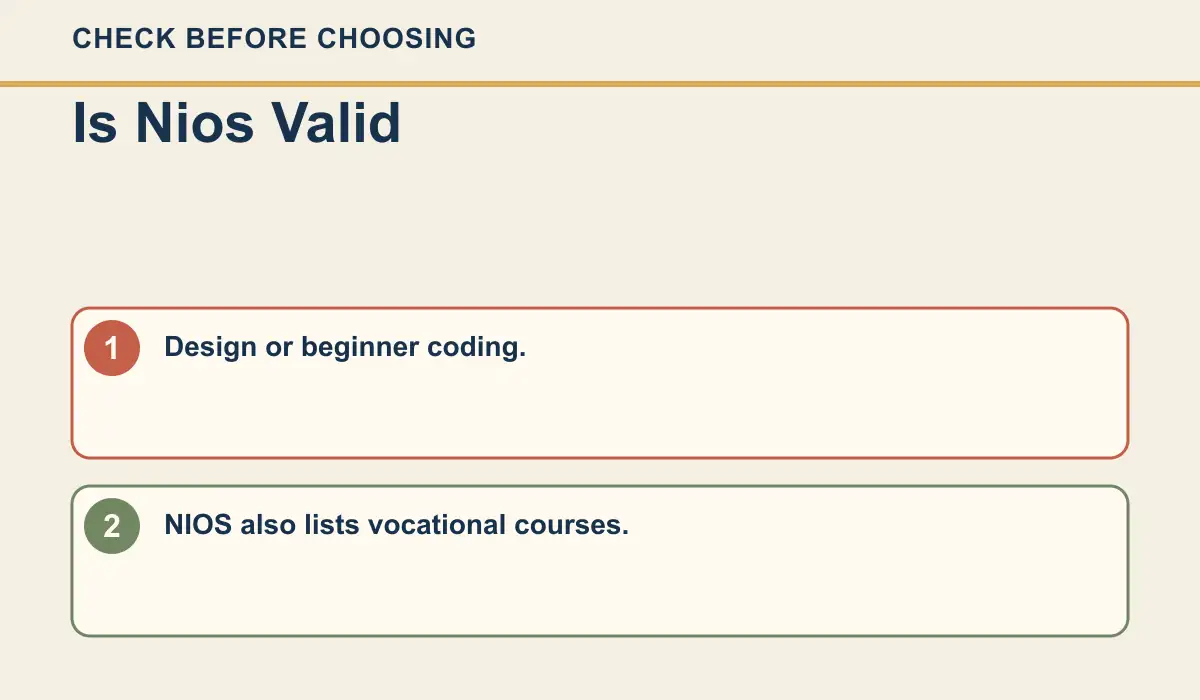 CHECK BEFORE CHOOSING
Is Nios Valid
1 Design or beginner coding.
2 NIOS also lists vocational courses.